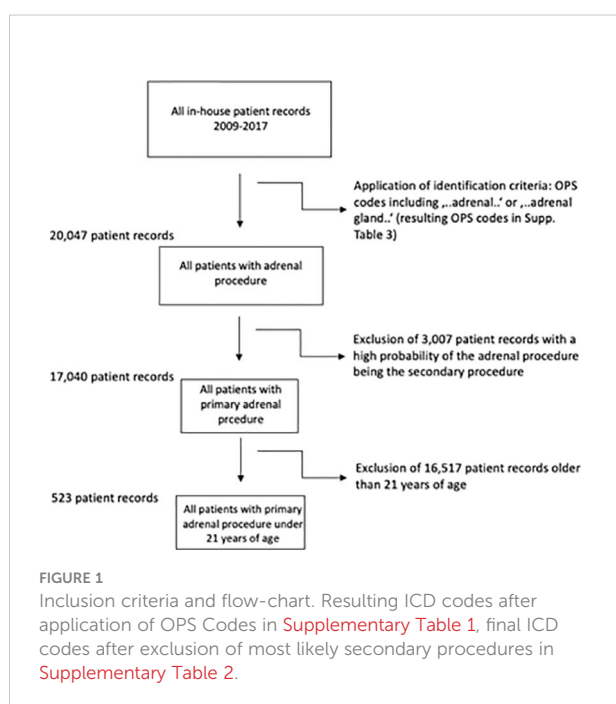 All in-house patient records
2009-2017
Application of identification criteria: OPS
codes including ‚..adrenal..‘ or ‚..adrenal
gland..‘ (resulting OPS codes in Supp.
Table 3)
20,047 patient records
All patients with adrenal
procedure
Exclusion of 3,007 patient records with a
high probability of the adrenal procedure
being the secondary procedure
17,040 patient records
All patients with
primary adrenal
prcedure
Exclusion of 16,517 patient records older
than 21 years of age
523 patient records
All patients with primary
adrenal procedure under
21 years of age
FIGURE 1
Inclusion criteria and flow-chart. Resulting ICD codes after
application of OPS Codes in Supplementary Table 1, final ICD
codes after exclusion of most likely secondary procedures in
Supplementary Table 2.